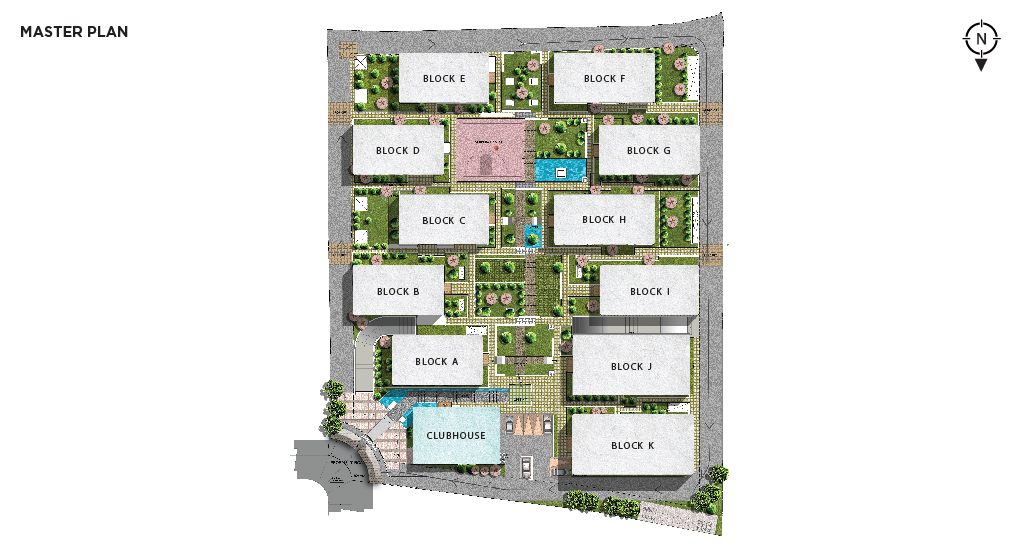 MASTER PLAN
N
BLOCK E
BLOCK F
BLOCK D
BLOCK G
BLOCK C
BLOCK H
BLOCK B
BLOCK I
BLOCK A
BLOCK J
CLUBHOUSE
BLOCK K